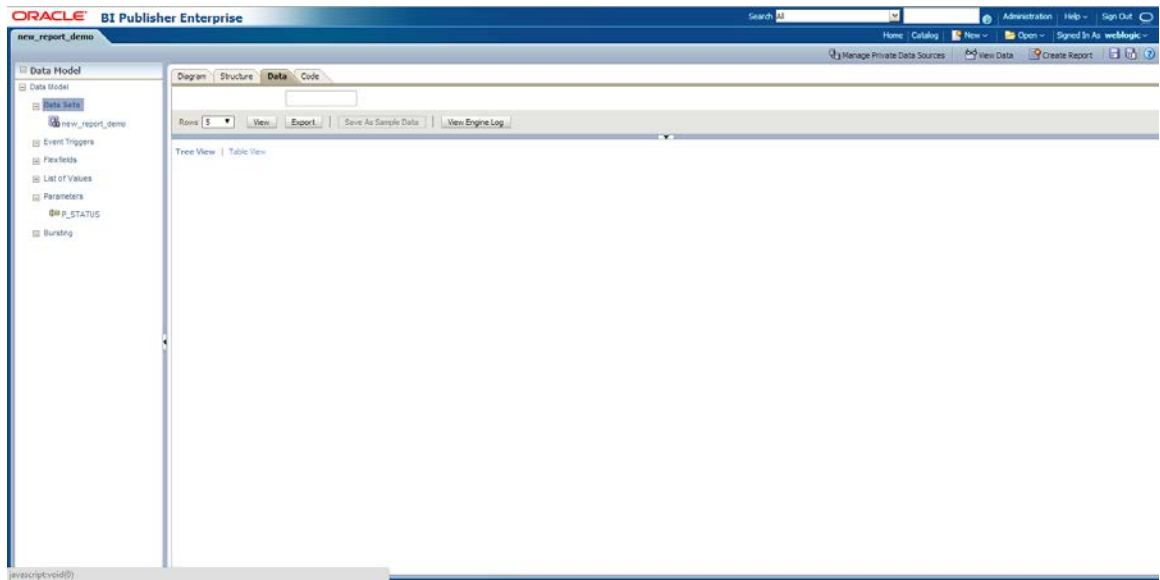 ORACLE BI Publisher Enterprise
Search All Administration Help Sign Out
new_report_demo
Home Catalog New Open Signed In As weblogic
Manage Private Data Sources View Data Create Report
Data Model
Diagram Structure Data Code
Data Model
Data Sets
new_report_demo
Rows 5 View Export Save As Sample Data View Engine Log
Event Triggers
Tree View | Table View
Flexfields
List of Values
Parameters
P_STATUS
Bursting
javascript:void(0)